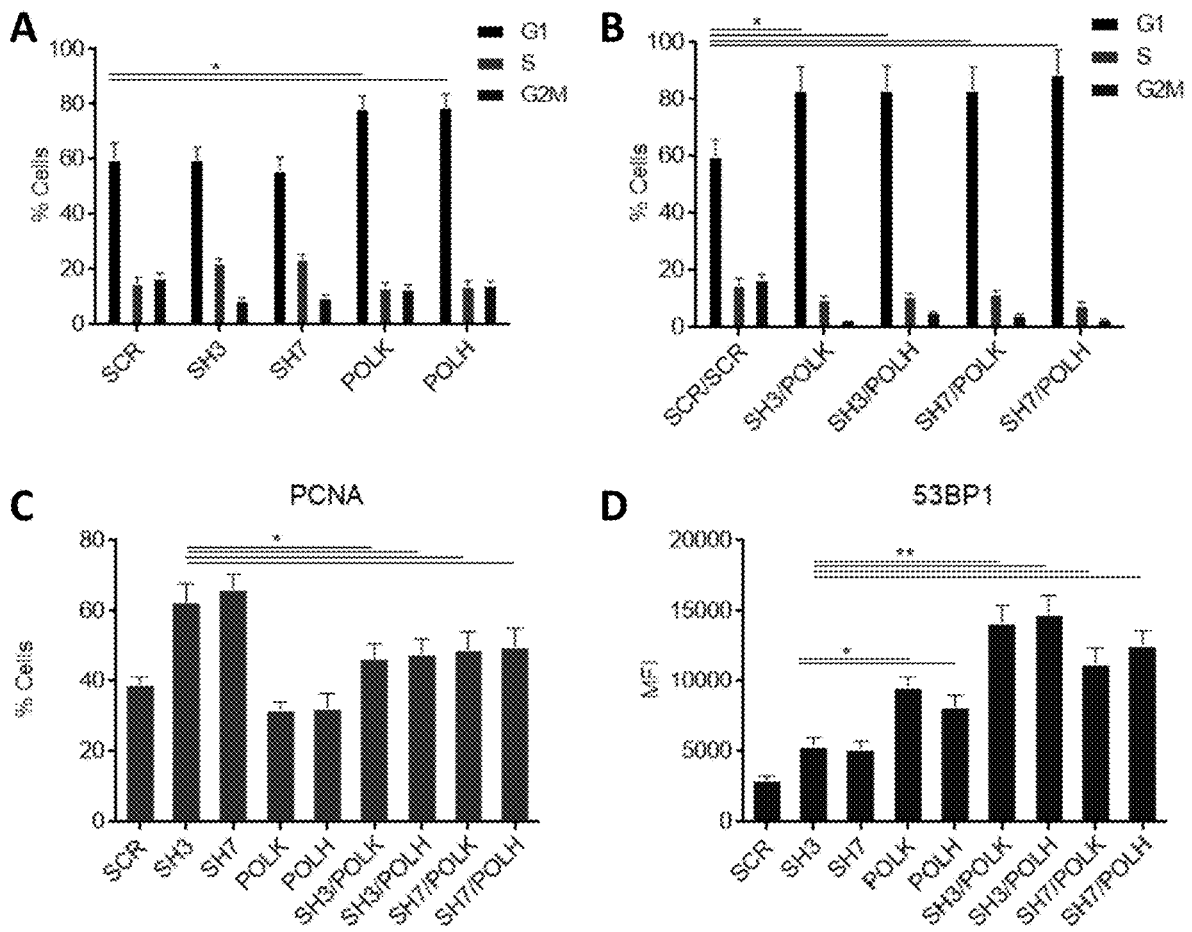 A
G1
S
G2M
*
100
80
60
40
20
0
% Cells
SCR
SH3
SH7
POLK
POLH
B
G1
S
G2M
*
100
80
60
40
20
0
% Cells
SCR/SCR
SH3/POLK
SH3/POLH
SH7/POLK
SH7/POLH
C
PCNA
*
80
60
40
20
0
% Cells
SCR
SH3
SH7
POLK
POLH
SH3/POLK
SH3/POLH
SH7/POLK
SH7/POLH
D
53BP1
**
*
20000
15000
10000
5000
0
MFI
SCR
SH3
SH7
POLK
POLH
SH3/POLK
SH3/POLH
SH7/POLK
SH7/POLH